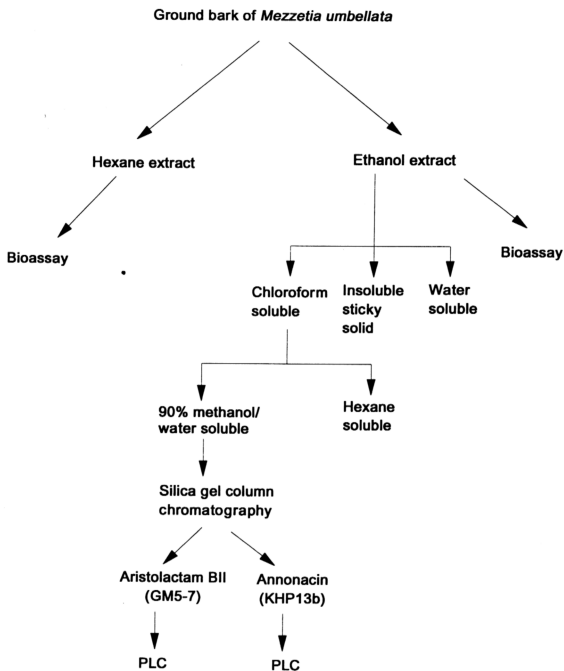 Ground bark of Mezzetia umbellata
Hexane extract
Ethanol extract
Bioassay
Bioassay
Chloroform
soluble
Insoluble
sticky
solid
Water
soluble
90% methanol/
water soluble
Hexane
soluble
Silica gel column
chromatography
Aristolactam BII
(GM5-7)
Annonacin
(KHP13b)
PLC
PLC